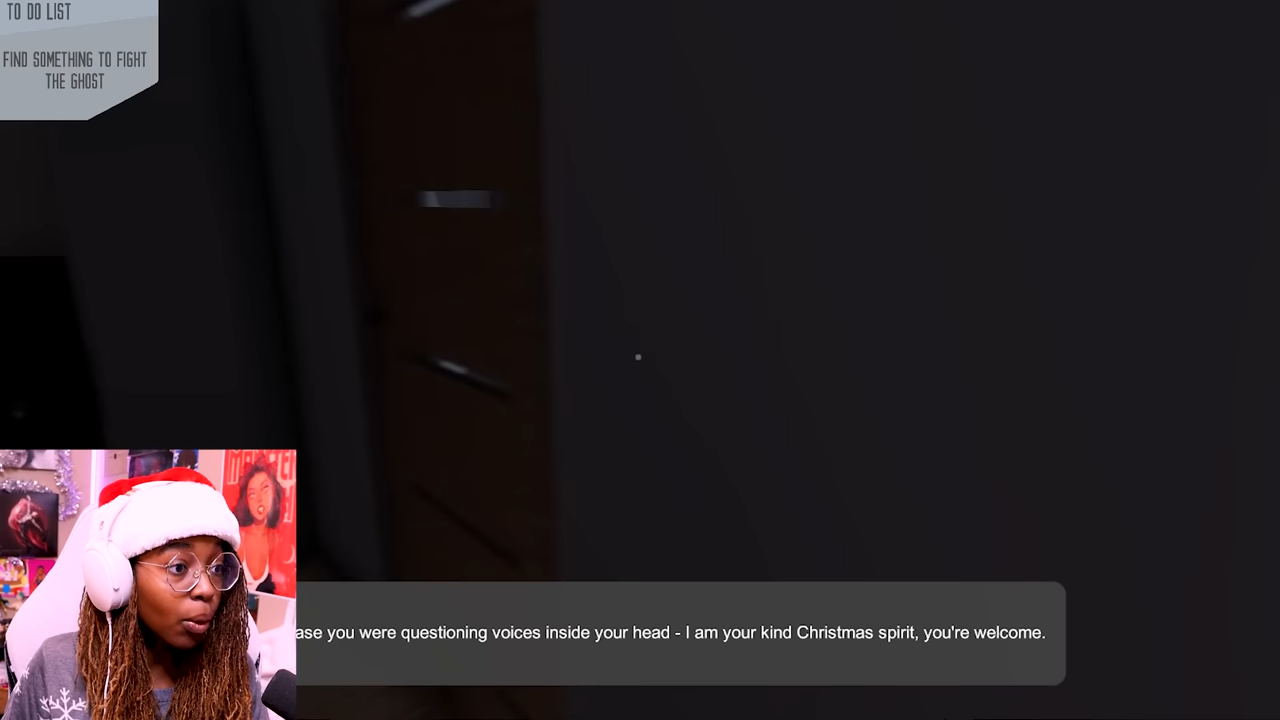 TO DO LIST
FIND SOMETHING TO FIGHT
THE GHOST
ase you were questioning voices inside your head - I am your kind Christmas spirit, you're welcome.